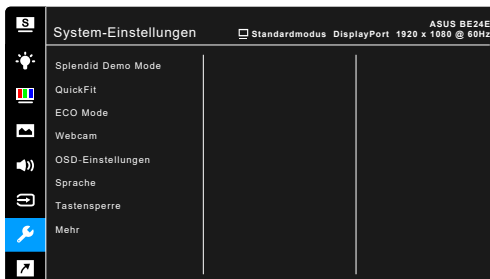 S
ASUS BE24E
System-Einstellungen
Standardmodus DisplayPort 1920 x 1080 @ 60Hz
Splendid Demo Mode
QuickFit
ECO Mode
Webcam
OSD-Einstellungen
Sprache
Tastensperre
Mehr